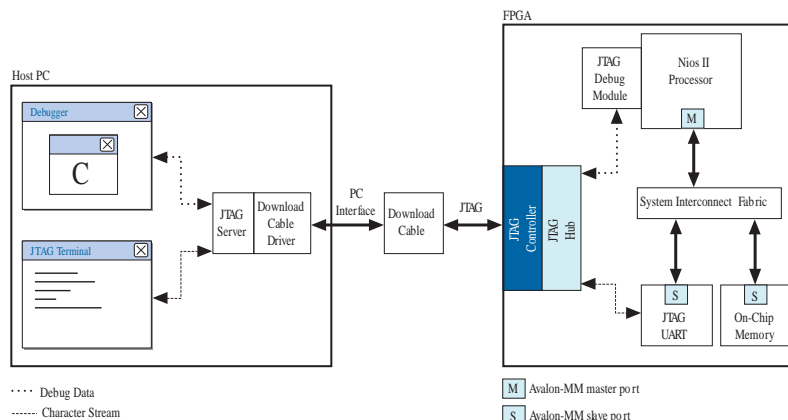 FPGA
Host PC
Debugger
C
JTAG Terminal
JTAG
Server
Download
Cable
Driver
PC
Interface
Download
Cable
JTAG
JTAG
Controller
JTAG
Hub
JTAG
Debug
Module
Nios II
Processor
M
System Interconnect Fabric
S
JTAG
UART
S
On-Chip
Memory
Debug Data
Character Stream
M Avalon-MM master port
S Avalon-MM slave port